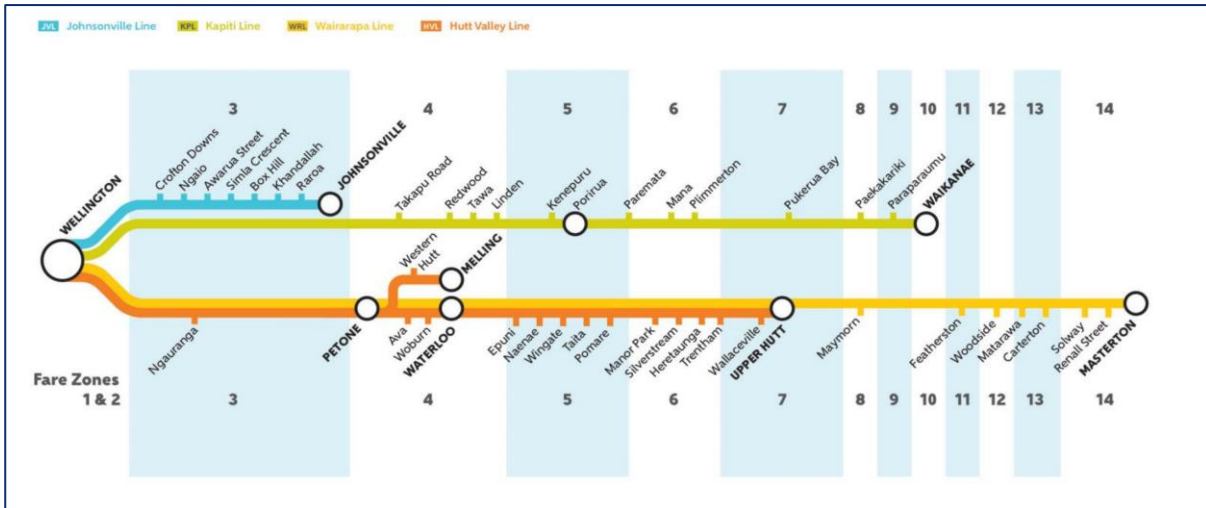 JVL Johnsonville Line KPL Kapiti Line WRL Wairarapa Line HVL Hutt Valley Line
3 4 5 6 7 8 9 10 11 12 13 14
WELLINGTON
Crofton Downs
Ngaio
Awarua Street
Simla Crescent
Box Hill
Khandallah
Raroa
JOHNSONVILLE
Takapu Road
Redwood
Tawa
Linden
Kenepuru
Porirua
Paremata
Mana
Plimmerton
Pukerua Bay
Paekakariki
Paraparaumu
WAIKANAE
Western
Hutt
MELLING
Ngauranga
PETONE
Ava
Woburn
WATERLOO
Epuni
Naenae
Wingate
Taita
Pomare
Manor Park
Silverstream
Heretaunga
Trentham
Wallaceville
UPPER HUTT
Maymorn
Featherston
Woodside
Matarawa
Carterton
Solway
Renall Street
MASTERTON
Fare Zones
1 & 2 3 4 5 6 7 8 9 10 11 12 13 14